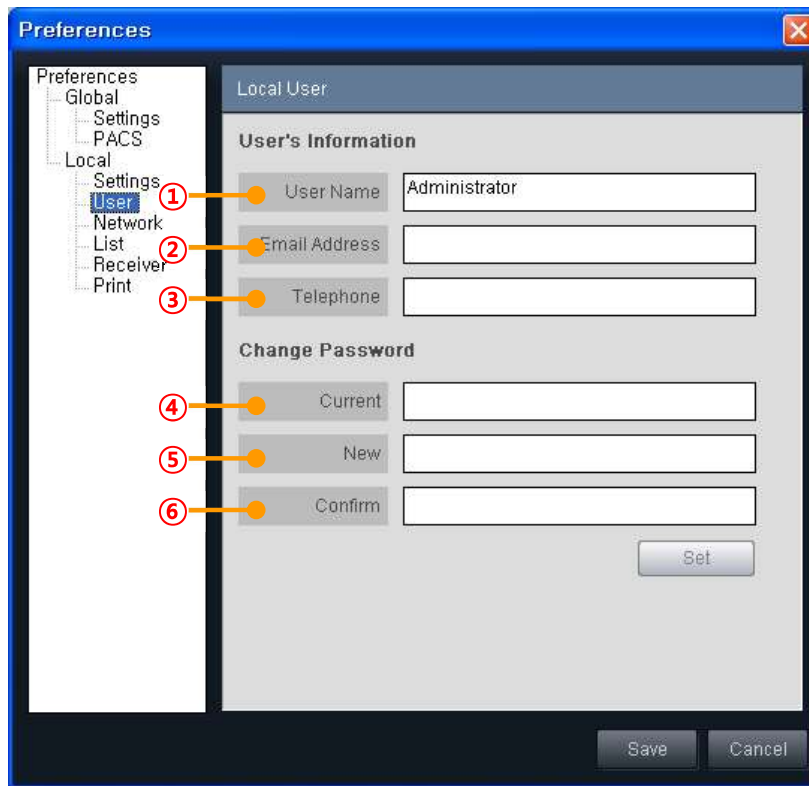 Preferences
Preferences
Global
Settings
PACS
Local
Settings
User
Network
List
Receiver
Print
Local User
User's Information
① User Name Administrator
② Email Address
③ Telephone
Change Password
④ Current
⑤ New
⑥ Confirm
Set
Save Cancel